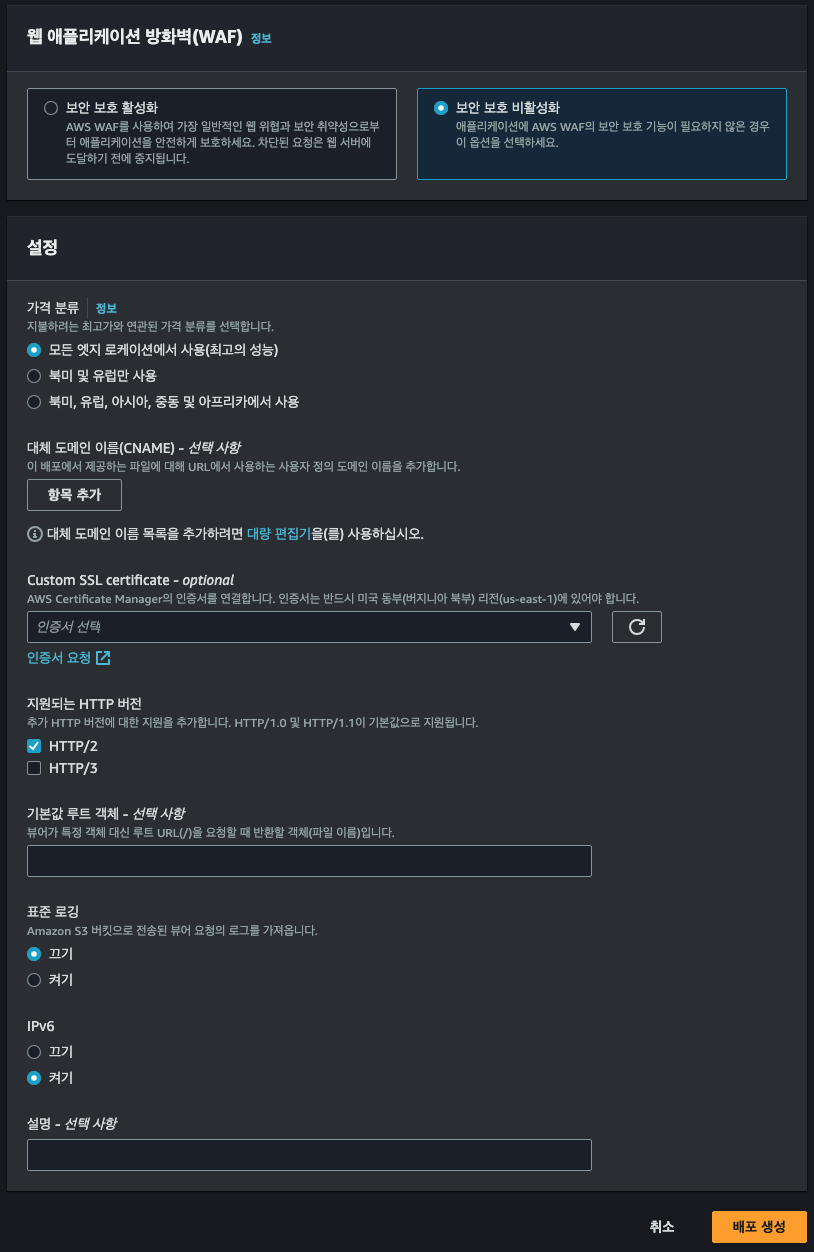 웹 애플리케이션 방화벽(WAF) 정보
보안 보호 활성화
AWS WAF를 사용하여 가장 일반적인 웹 위협과 보안 취약성으로부
터 애플리케이션을 안전하게 보호하세요. 차단된 요청은 웹 서버에
도달하기 전에 중지됩니다.
보안 보호 비활성화
애플리케이션에 AWS WAF의 보안 보호 기능이 필요하지 않은 경우
이 옵션을 선택하세요.
설정
가격 분류 정보
지불하려는 최고가와 연관된 가격 분류를 선택합니다.
모든 엣지 로케이션에서 사용(최고의 성능)
북미 및 유럽만 사용
북미, 유럽, 아시아, 중동 및 아프리카에서 사용
대체 도메인 이름(CNAME) - 선택 사항
이 배포에서 제공하는 파일에 대해 URL에서 사용하는 사용자 정의 도메인 이름을 추가합니다.
항목 추가
대체 도메인 이름 목록을 추가하려면 대량 편집기을(를) 사용하십시오.
Custom SSL certificate - optional
AWS Certificate Manager의 인증서를 연결합니다. 인증서는 반드시 미국 동부(버지니아 북부) 리전(us-east-1)에 있어야 합니다.
인증서 선택
인증서 요청
지원되는 HTTP 버전
추가 HTTP 버전에 대한 지원을 추가합니다. HTTP/1.0 및 HTTP/1.1이 기본값으로 지원됩니다.
HTTP/2
HTTP/3
기본값 루트 객체 - 선택 사항
뷰어가 특정 객체 대신 루트 URL(/)을 요청할 때 반환할 객체(파일 이름)입니다.
표준 로깅
Amazon S3 버킷으로 전송된 뷰어 요청의 로그를 가져옵니다.
끄기
켜기
IPv6
끄기
켜기
설명 - 선택 사항
취소
배포 생성